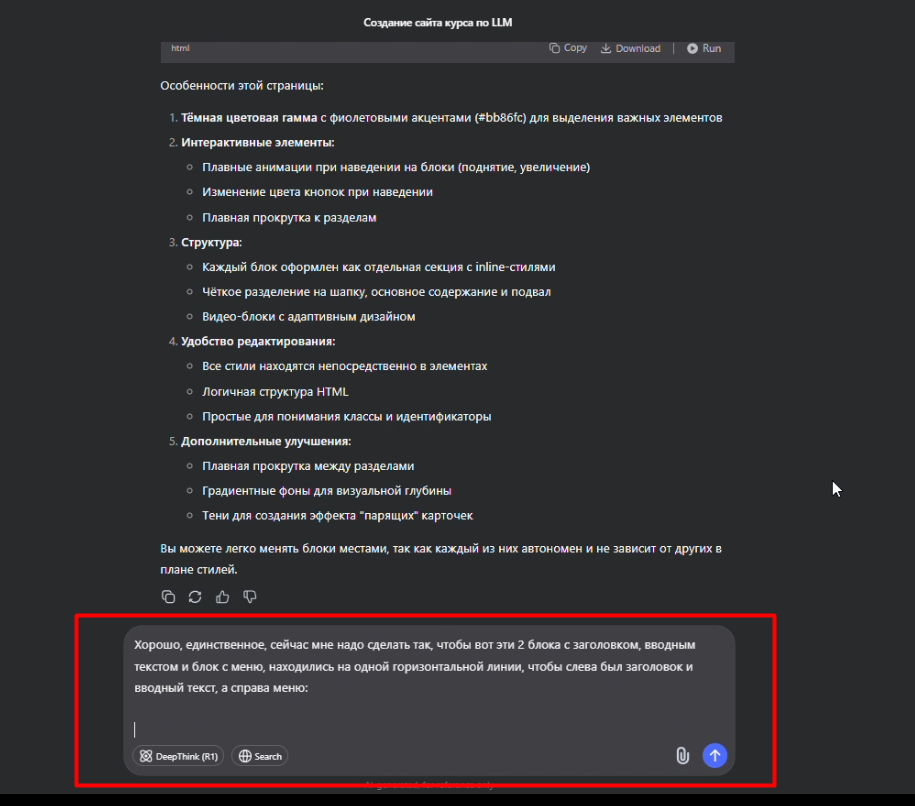 Создание сайта курса по LLM
html Copy Download Run
Особенности этой страницы:
1. Тёмная цветовая гамма с фиолетовыми акцентами (#bb86fc) для выделения важных элементов
2. Интерактивные элементы:
Плавные анимации при наведении на блоки (поднятие, увеличение)
Изменение цвета кнопок при наведении
Плавная прокрутка к разделам
3. Структура:
Каждый блок оформлен как отдельная секция с inline-стилями
Чёткое разделение на шапку, основное содержание и подвал
Видео-блоки с адаптивным дизайном
4. Удобство редактирования:
Все стили находятся непосредственно в элементах
Логичная структура HTML
Простые для понимания классы и идентификаторы
5. Дополнительные улучшения:
Плавная прокрутка между разделами
Градиентные фоны для визуальной глубины
Тени для создания эффекта "парящих" карточек
Вы можете легко менять блоки местами, так как каждый из них автономен и не зависит от других в
плане стилей.
Хорошо, единственное, сейчас мне надо сделать так, чтобы вот эти 2 блока с заголовком, вводным
текстом и блок с меню, находились на одной горизонтальной линии, чтобы слева был заголовок и
вводный текст, а справа меню:
DeepThink (R1) Search
AI-generated, for reference only